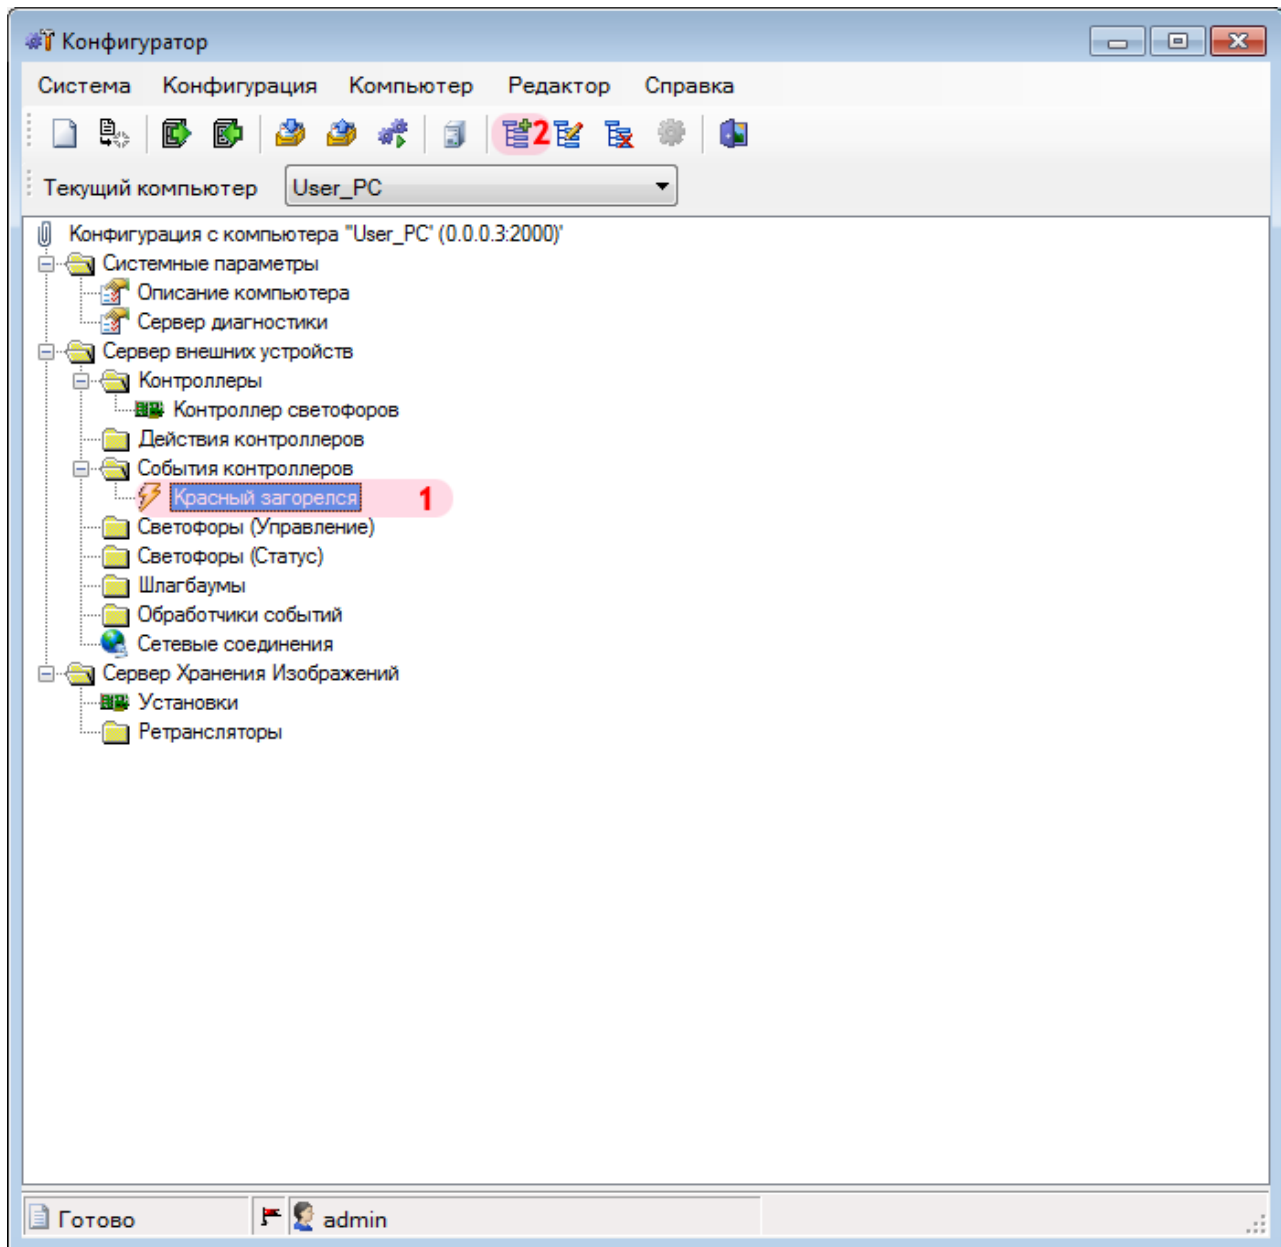 Конфигуратор
Система Конфигурация Компьютер Редактор Справка
2
Текущий компьютер User_PC
Конфигурация с компьютера "User_PC" (0.0.0.3:2000)'
Системные параметры
Описание компьютера
Сервер диагностики
Сервер внешних устройств
Контроллеры
Контроллер светофоров
Действия контроллеров
События контроллеров
Красный загорелся 1
Светофоры (Управление)
Светофоры (Статус)
Шлагбаумы
Обработчики событий
Сетевые соединения
Сервер Хранения Изображений
Установки
Ретрансляторы
Готово admin